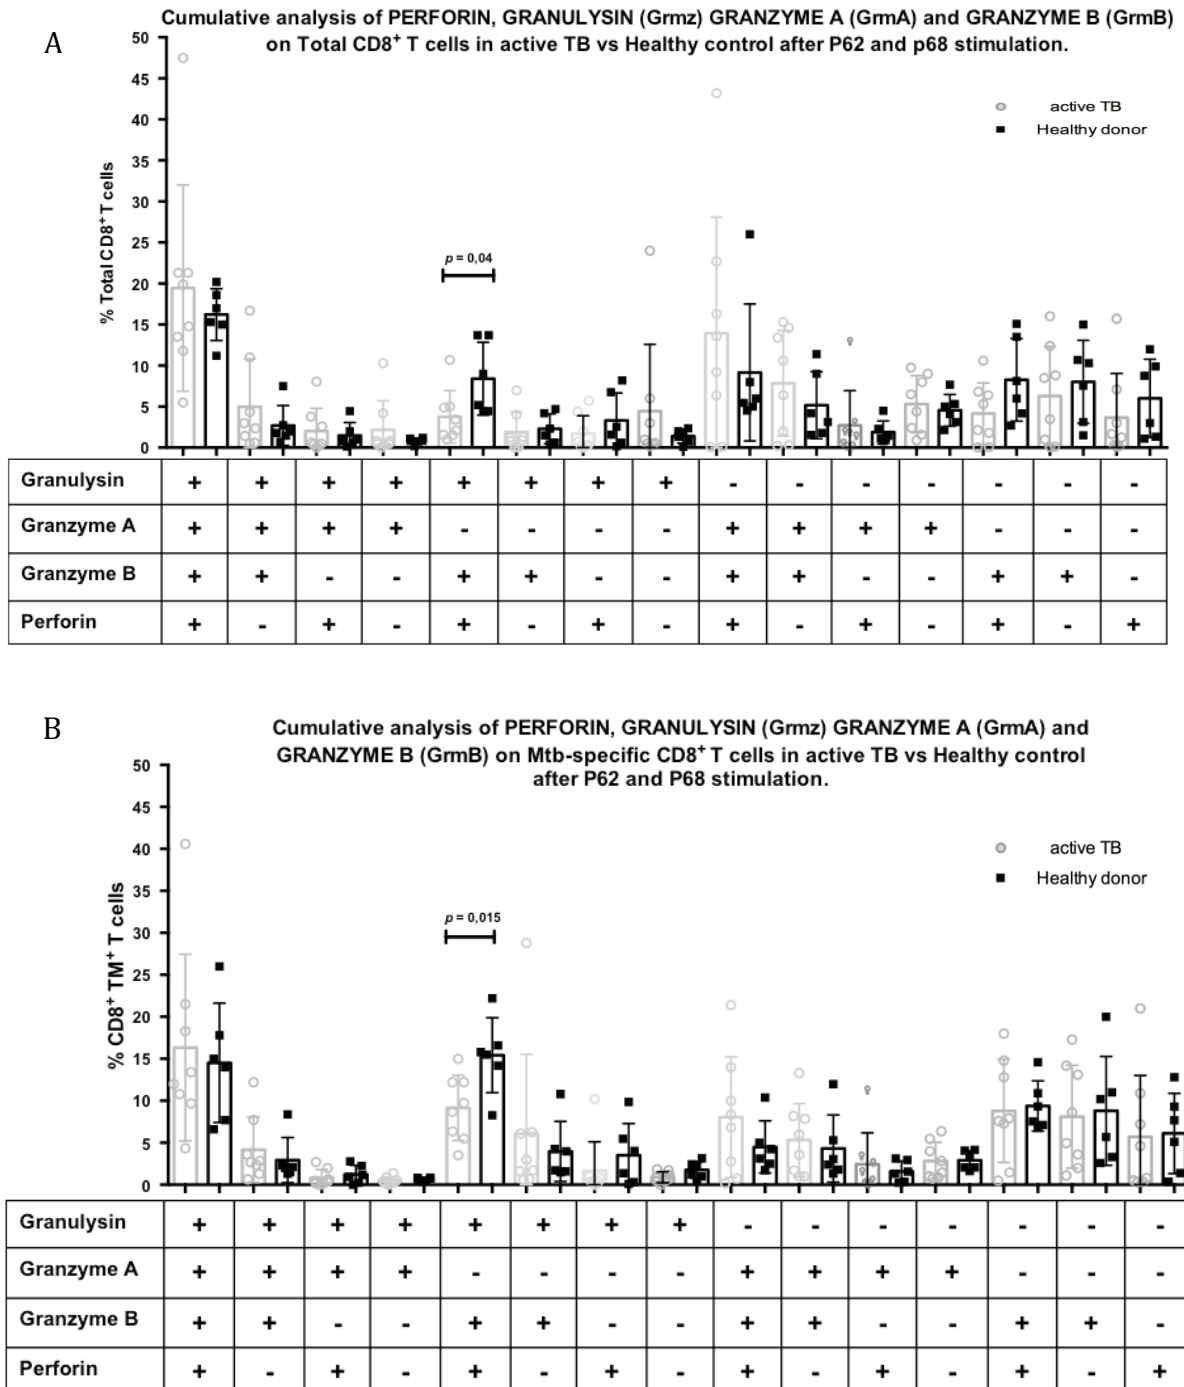 Cumulative analysis of PERFORIN, GRANULYSIN (Grmz) GRANZYME A (GrmA) and GRANZYME B (GrmB)
A
on Total CD8+ T cells in active TB vs Healthy control after P62 and p68 stimulation.
50
45
40
35
30
25
20
15
10
5
0
% Total CD8+ T cells
active TB
Healthy donor
p = 0,04
Granulysin + + + + + + + + - - - - - - -
Granzyme A + + + + - - - - + + + + - - -
Granzyme B + + - - + + - - + + - - + + -
Perforin + - + - + - + - + - + - + - +
B
Cumulative analysis of PERFORIN, GRANULYSIN (Grmz) GRANZYME A (GrmA) and
GRANZYME B (GrmB) on Mtb-specific CD8+ T cells in active TB vs Healthy control
after P62 and P68 stimulation.
50
45
40
35
30
25
20
15
10
5
0
% CD8+ TM+ T cells
active TB
Healthy donor
p = 0,015
Granulysin + + + + + + + + - - - - - - -
Granzyme A + + + + - - - - + + + + - - -
Granzyme B + + - - + + - - + + - - + + -
Perforin + - + - + - + - + - + - + - +